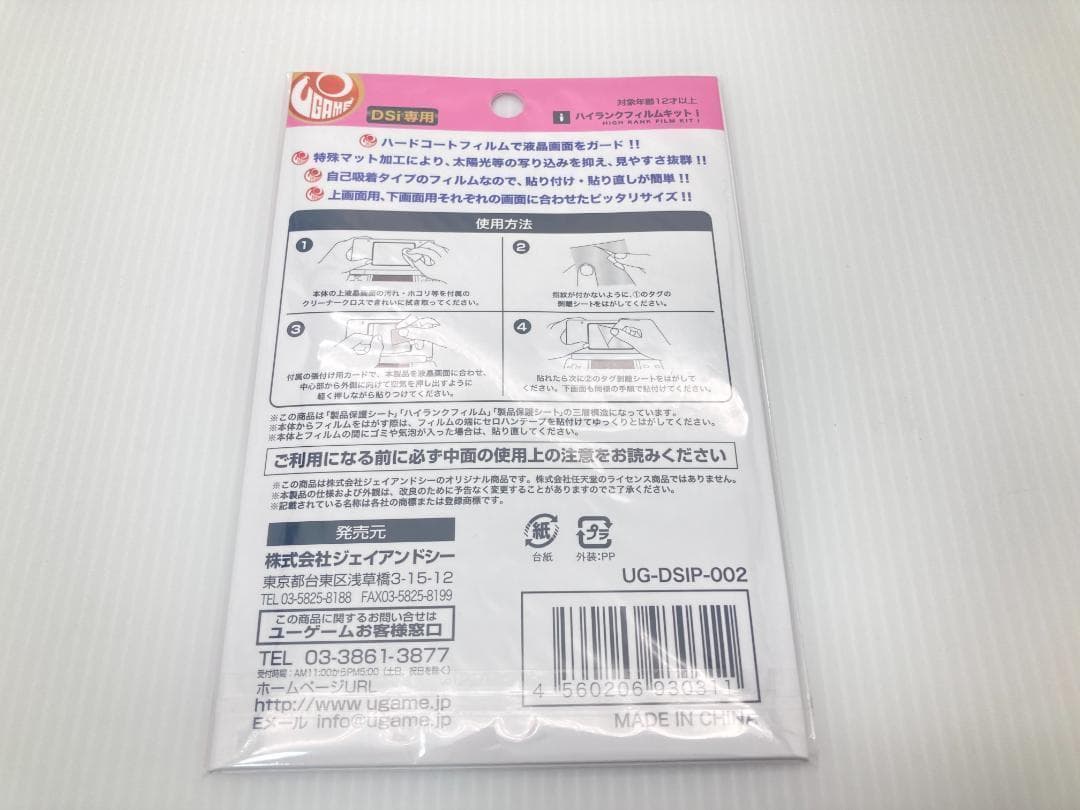 UGAME
DSi専用
対象年齢12才以上
i ハイランクフィルムキットi
HIGH RANK FILM KIT i
ハードコートフィルムで液晶画面をガード!!
特殊マット加工により、太陽光等の写り込みを抑え、見やすさ抜群!!
自己吸着タイプのフィルムなので、貼り付け・貼り直しが簡単!!
上画面用、下画面用それぞれの画面に合わせたピッタリサイズ!!
使用方法
1
本体の上液晶画面の汚れ・ホコリ等を付属の
クリーナークロスできれいに拭き取ってください。
2
指紋が付かないように、①のタグの
剥離シートをはがしてください。
3
付属の張付け用カードで、本製品を液晶画面に合わせ、
中心部から外側に向けて空気を押し出すように
軽く押しながら貼りつけてください。
4
貼れたら次に②のタグ剥離シートをはがして
ください。下画面も同様の手順で貼付けてください。
※この商品は「製品保護シート」「ハイランクフィルム」「製品保護シート」の三層構造になっています。
※本体からフィルムをはがす際は、フィルムの端にセロハンテープを貼付けてゆっくりとはがしてください。
※本体とフィルムの間にゴミや気泡が入った場合は、貼り直してください。
ご利用になる前に必ず中面の使用上の注意をお読みください
※この商品は株式会社ジェイアンドシーのオリジナル商品です。株式会社任天堂のライセンス商品ではありません。
※本製品の仕様および外観は、改良のために予告なく変更することがありますのでご了承ください。
※記載されている名称は各社の商標または登録商標です。
発売元
株式会社ジェイアンドシー
東京都台東区浅草橋3-15-12
TEL 03-5825-8188 FAX03-5825-8199
この商品に関するお問い合せは
ユーゲームお客様窓口
TEL 03-3861-3877
受付時間:AM11:00からPM5:00(土日、祝日を除く)
ホームページURL
http://www.ugame.jp
Eメール info@ugame.jp
紙
台紙
プラ
外装:PP
UG-DSIP-002
4 560206 930311
MADE IN CHINA